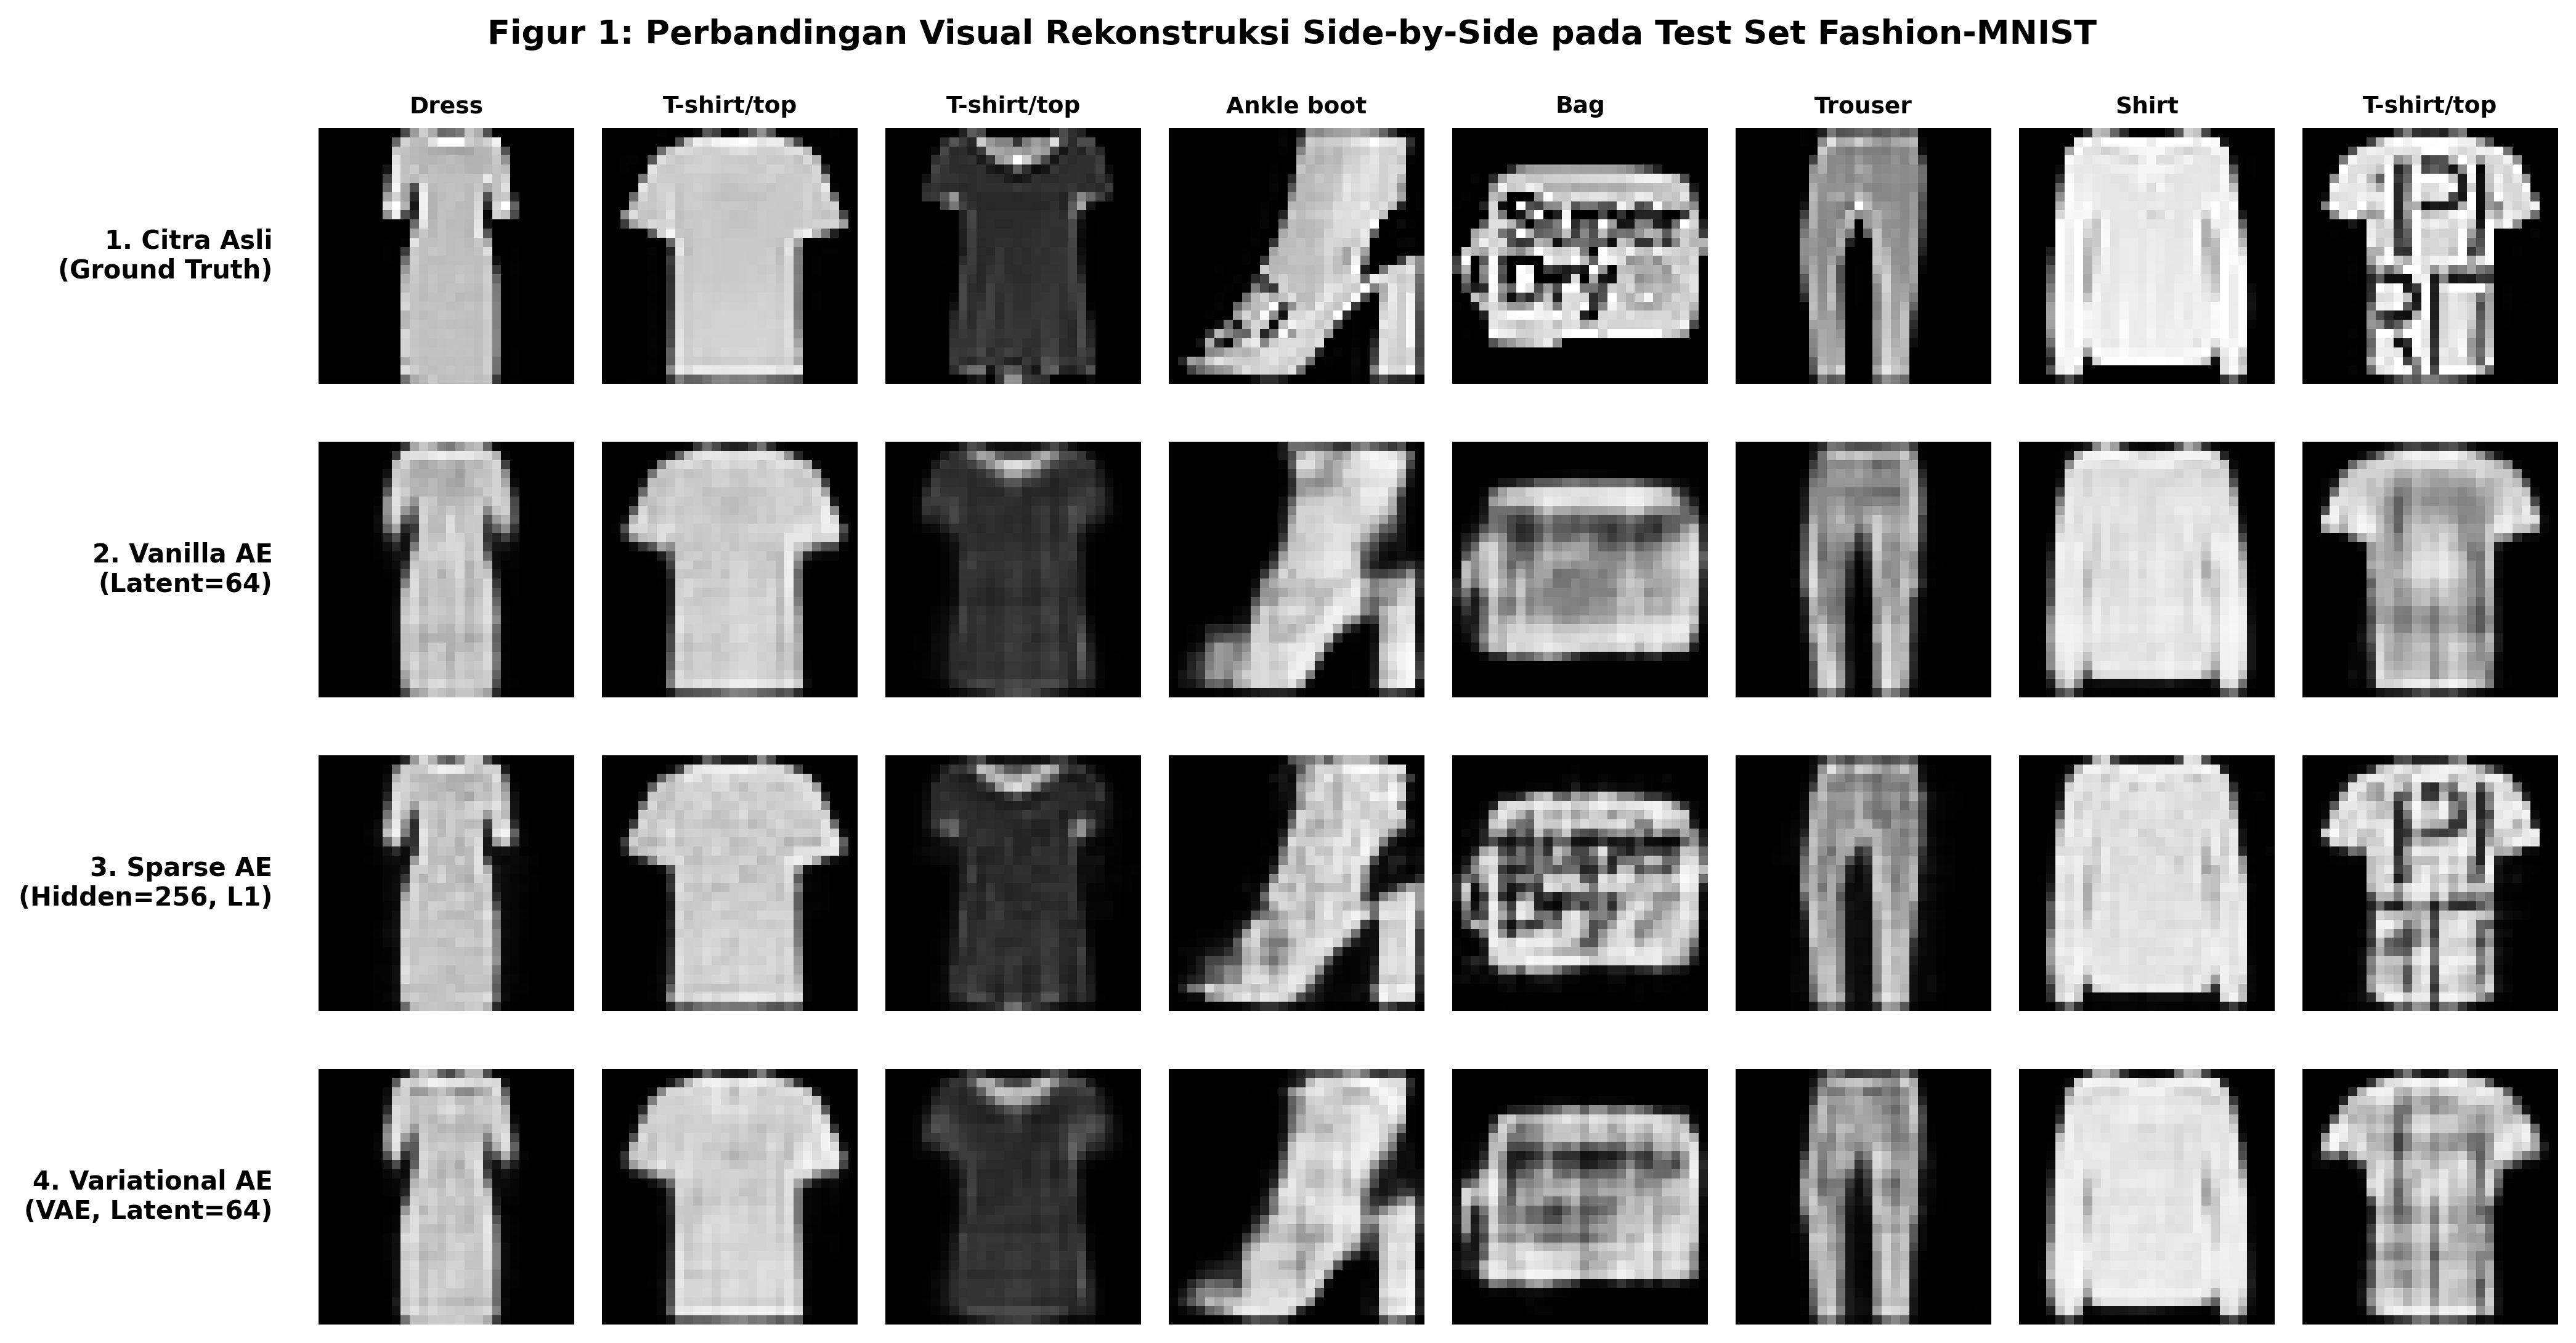 Figur 1: Perbandingan Visual Rekonstruksi Side-by-Side pada Test Set Fashion-MNIST
Dress T-shirt/top T-shirt/top Ankle boot Bag Trouser Shirt T-shirt/top
1. Citra Asli
(Ground Truth)
2. Vanilla AE
(Latent=64)
3. Sparse AE
(Hidden=256, L1)
4. Variational AE
(VAE, Latent=64)